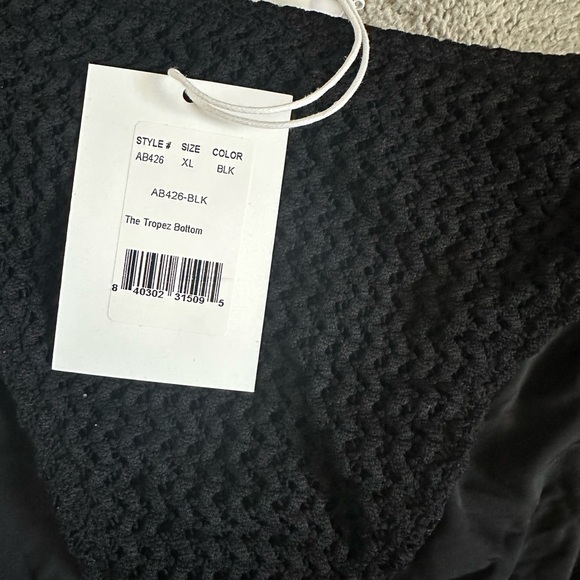 STYLE # SIZE COLOR
AB426 XL BLK
AB426-BLK
The Tropez Bottom
8 40302 31509 5